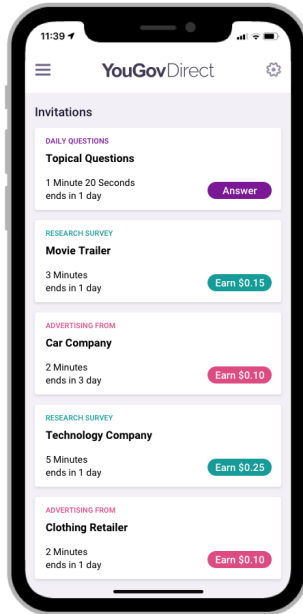 11:39
YouGovDirect
Invitations
DAILY QUESTIONS
Topical Questions
1 Minute 20 Seconds
ends in 1 day
Answer
RESEARCH SURVEY
Movie Trailer
3 Minutes
ends in 1 day
Earn $0.15
ADVERTISING FROM
Car Company
2 Minutes
ends in 3 day
Earn $0.10
RESEARCH SURVEY
Technology Company
5 Minutes
ends in 1 day
Earn $0.25
ADVERTISING FROM
Clothing Retailer
2 Minutes
ends in 1 day
Earn $0.10